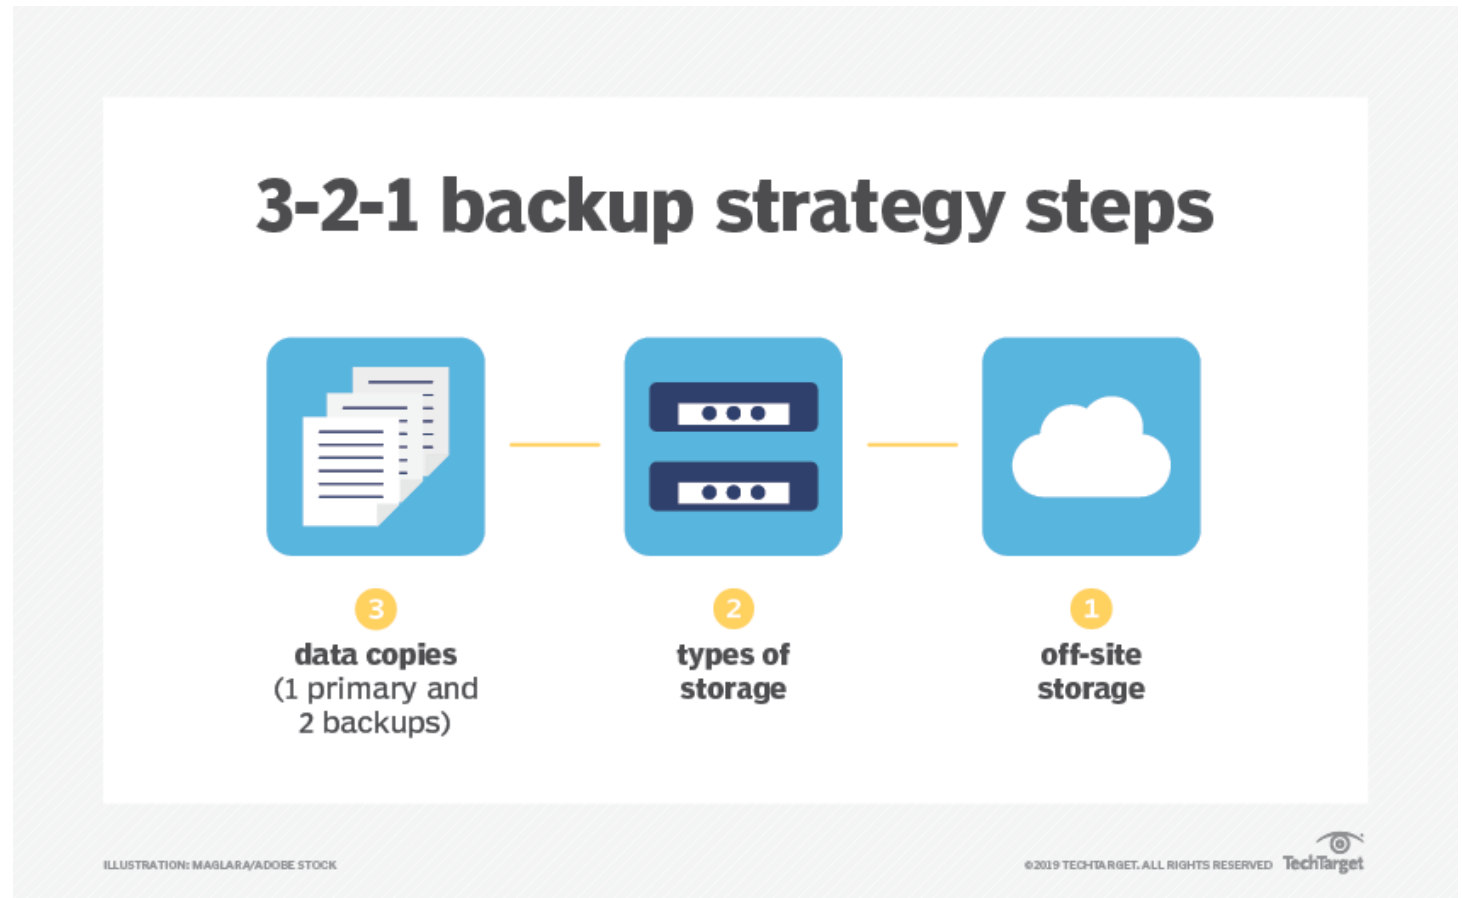 3-2-1 backup strategy steps
3
data copies
(1 primary and
2 backups)
2
types of
storage
1
off-site
storage
ILLUSTRATION: MAGLARA/ADOBE STOCK
©2019 TECHTARGET. ALL RIGHTS RESERVED TechTarget